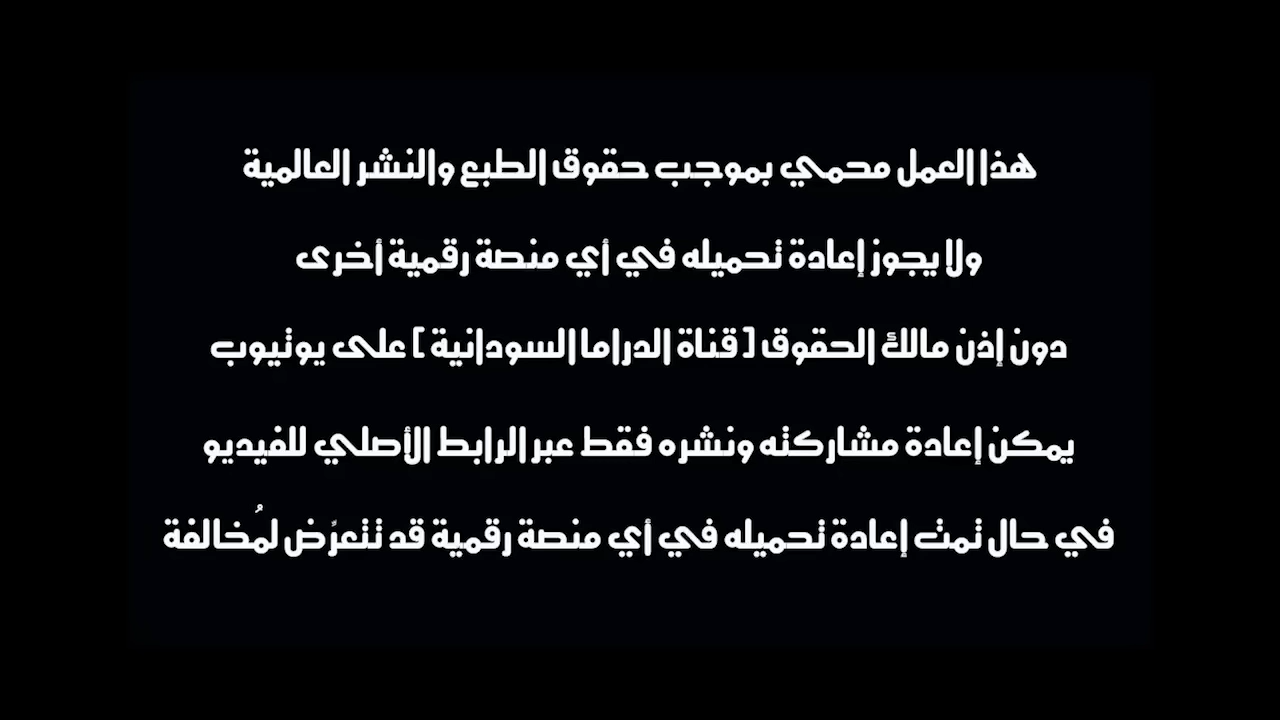 هذا العمل محمي بموجب حقوق الطبع والنشر العالمية
ولا يجوز إعادة تحميله في أي منصة رقمية أخرى
دون إذن مالك الحقوق [ قناة الدراما السودانية ] على يوتيوب
يمكن إعادة مشاركته ونشره فقط عبر الرابط الأصلي للفيديو
في حال تمت إعادة تحميله في أي منصة رقمية قد تتعرّض لمُخالفة